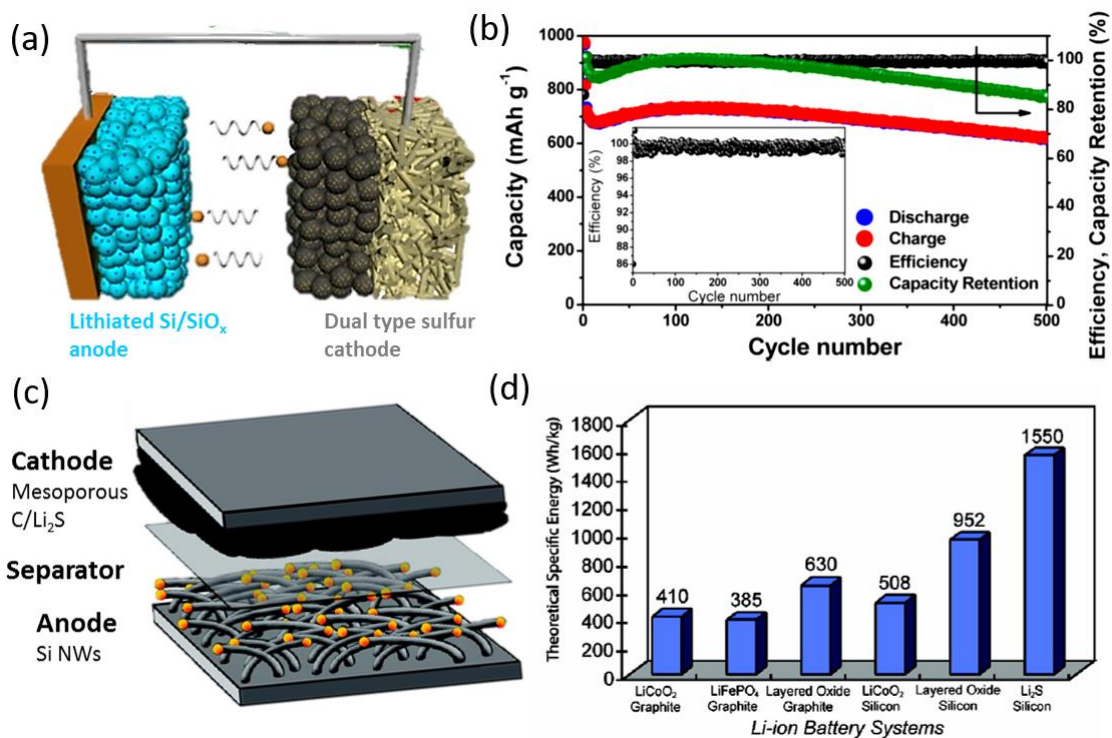 (a)
Lithiated Si/SiOₓ
anode
Dual type sulfur
cathode
(b)
Capacity (mAh g⁻¹)
1000
800
600
400
200
0
0
100
200
300
400
500
Cycle number
Efficiency, Capacity Retention (%)
100
80
60
40
20
0
Efficiency (%)
100
98
96
94
92
90
88
86
0
100
200
300
400
500
Cycle number
Discharge
Charge
Efficiency
Capacity Retention
(c)
Cathode
Mesoporous
C/Li₂S
Separator
Anode
Si NWs
(d)
Theoretical Specific Energy (Wh/kg)
1800
1600
1400
1200
1000
800
600
400
200
0
410
385
630
508
952
1550
LiCoO₂
Graphite
LiFePO₄
Graphite
Layered Oxide
Graphite
LiCoO₂
Silicon
Layered Oxide
Silicon
Li₂S
Silicon
Li-ion Battery Systems